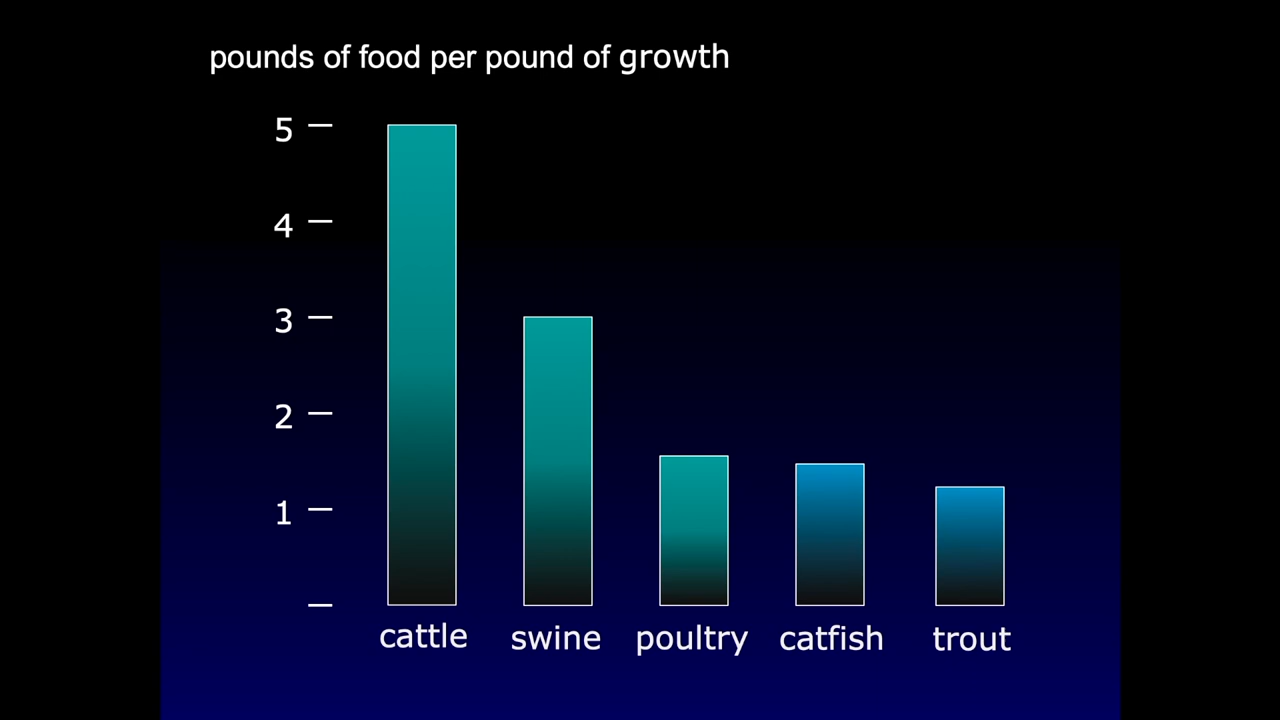 pounds of food per pound of growth
5
4
3
2
1
cattle swine poultry catfish trout